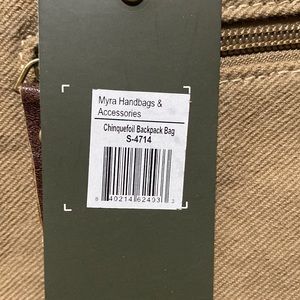 Myra Handbags &
Accessories
Chinquefoil Backpack Bag
S-4714
8 40214 62493 3